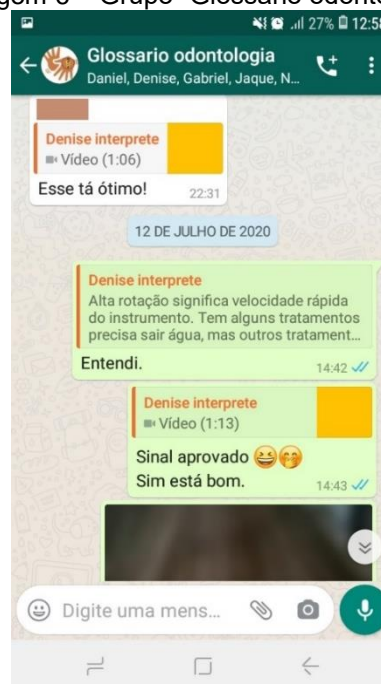 27% 12:58
Glossario odontologia
Daniel, Denise, Gabriel, Jaque, N...
Denise interprete
Vídeo (1:06)
Esse tá ótimo!
22:31
12 DE JULHO DE 2020
Denise interprete
Alta rotação significa velocidade rápida
do instrumento. Tem alguns tratamentos
precisa sair água, mas outros tratament...
Entendi.
14:42
Denise interprete
Vídeo (1:13)
Sinal aprovado 😆🤭
Sim está bom.
14:43
Digite uma mens...